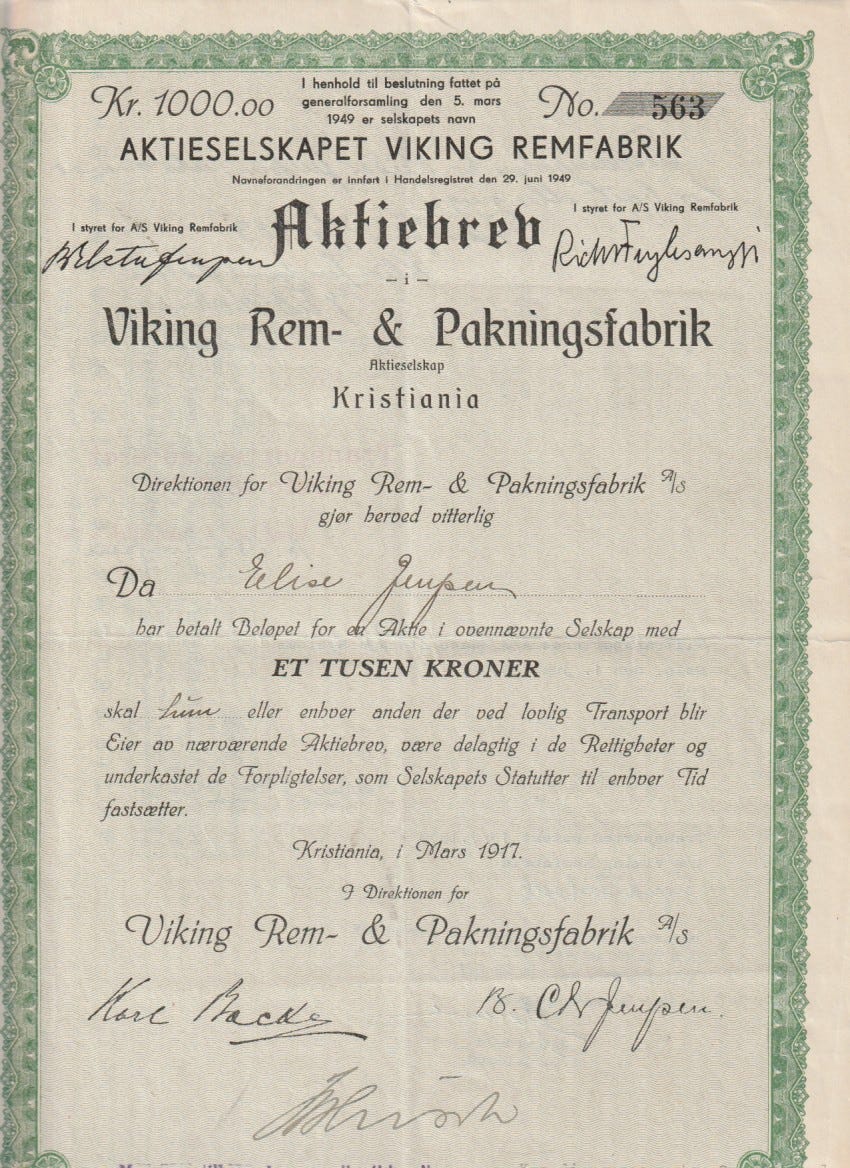 Kr. 1000.00
I henhold til beslutning fattet på
generalforsamling den 5. mars
1949 er selskapets navn
No. 563
AKTIESELSKAPET VIKING REMFABRIK
Navneforandringen er innført i Handelsregistret den 29. juni 1949
I styret for A/S Viking Remfabrik
Aktiebrev
I styret for A/S Viking Remfabrik
– i –
Viking Rem- & Pakningsfabrik
Aktieselskap
Kristiania
Direktionen for Viking Rem- & Pakningsfabrik A/S
gjør herved vitterlig
Da Elise Jenssen
har betalt Beløpet for en Aktie i ovennævnte Selskap med
ET TUSEN KRONER
skal hun eller enhver anden der ved lovlig Transport blir
Eier av nærværende Aktiebrev, være delagtig i de Rettigheter og
underkastet de Forpligtelser, som Selskapets Statutter til enhver Tid
fastsætter.
Kristiania, i Mars 1917.
I Direktionen for
Viking Rem- & Pakningsfabrik A/S
Karl Backe
B. Chr Jenssen.